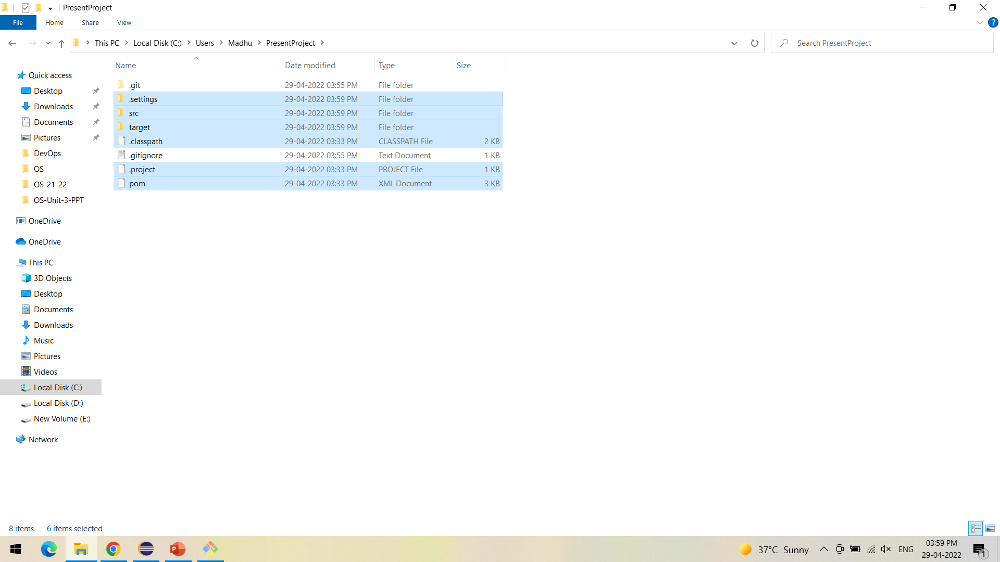 PresentProject
File Home Share View
This PC Local Disk (C:) Users Madhu PresentProject
Search PresentProject
Name Date modified Type Size
.git 29-04-2022 03:55 PM File folder
.settings 29-04-2022 03:59 PM File folder
src 29-04-2022 03:59 PM File folder
target 29-04-2022 03:59 PM File folder
.classpath 29-04-2022 03:33 PM CLASSPATH File 2 KB
.gitignore 29-04-2022 03:55 PM Text Document 1 KB
.project 29-04-2022 03:33 PM PROJECT File 1 KB
pom 29-04-2022 03:33 PM XML Document 3 KB
Quick access
Desktop
Downloads
Documents
Pictures
DevOps
OS
OS-21-22
OS-Unit-3-PPT
OneDrive
OneDrive
This PC
3D Objects
Desktop
Documents
Downloads
Music
Pictures
Videos
Local Disk (C:)
Local Disk (D:)
New Volume (E:)
Network
8 items 6 items selected
37°C Sunny
ENG
03:59 PM
29-04-2022
1